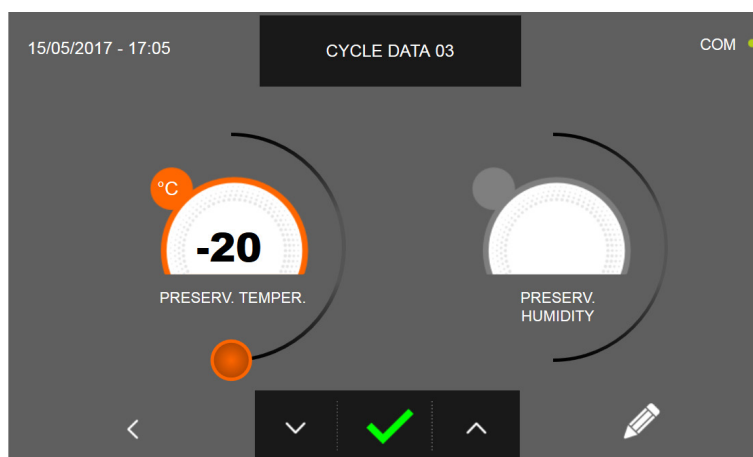 15/05/2017 - 17:05
CYCLE DATA 03
COM
°C
-20
PRESERV. TEMPER.
PRESERV.
HUMIDITY